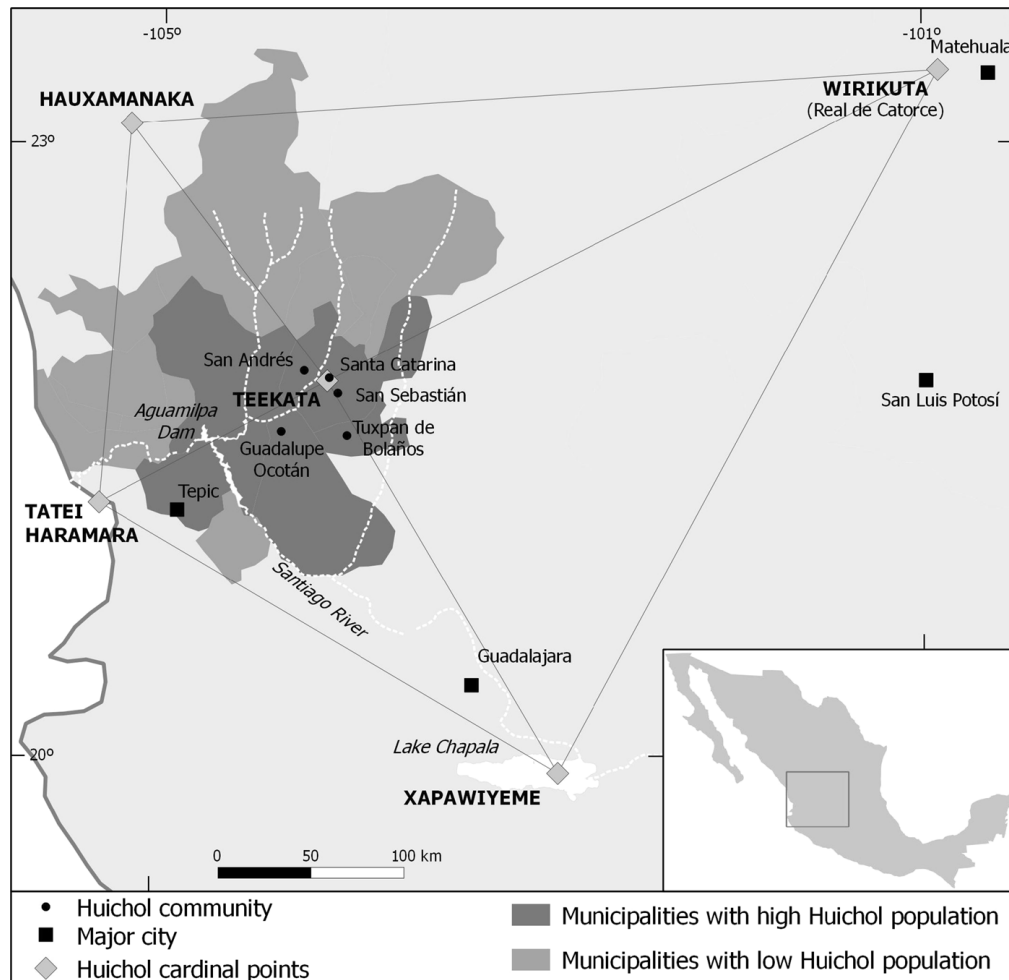 -105º
-101º
Matehuala
HAUXAMANAKA
WIRIKUTA
(Real de Catorce)
23º
San Andrés
Santa Catarina
TEEKATA
San Sebastián
San Luis Potosí
Aguamilpa
Dam
Guadalupe
Ocotán
Tuxpan de
Bolaños
Tepic
TATEI
HARAMARA
Santiago River
Guadalajara
20º
Lake Chapala
XAPAWIYEME
0 50 100 km
Huichol community
Major city
Huichol cardinal points
Municipalities with high Huichol population
Municipalities with low Huichol population